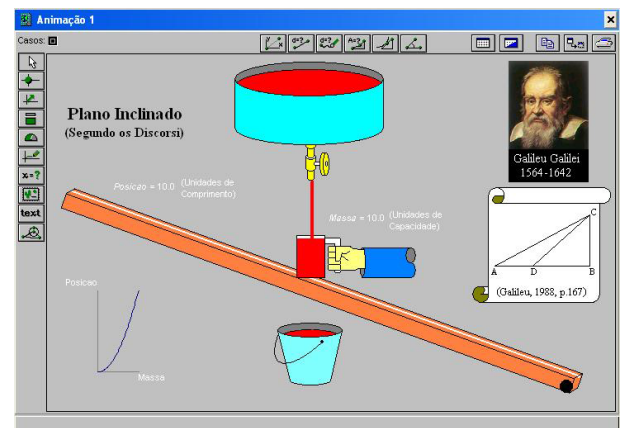 Animação 1
Casos:
x=?
text
Plano Inclinado
(Segundo os Discorsi)
Posicao = 10.0 (Unidades de
Comprimento)
Massa = 10.0 (Unidades de
Capacidade)
Galileu Galilei
1564-1642
C
A D B
(Galileu, 1988, p.167)
Posicao
Massa